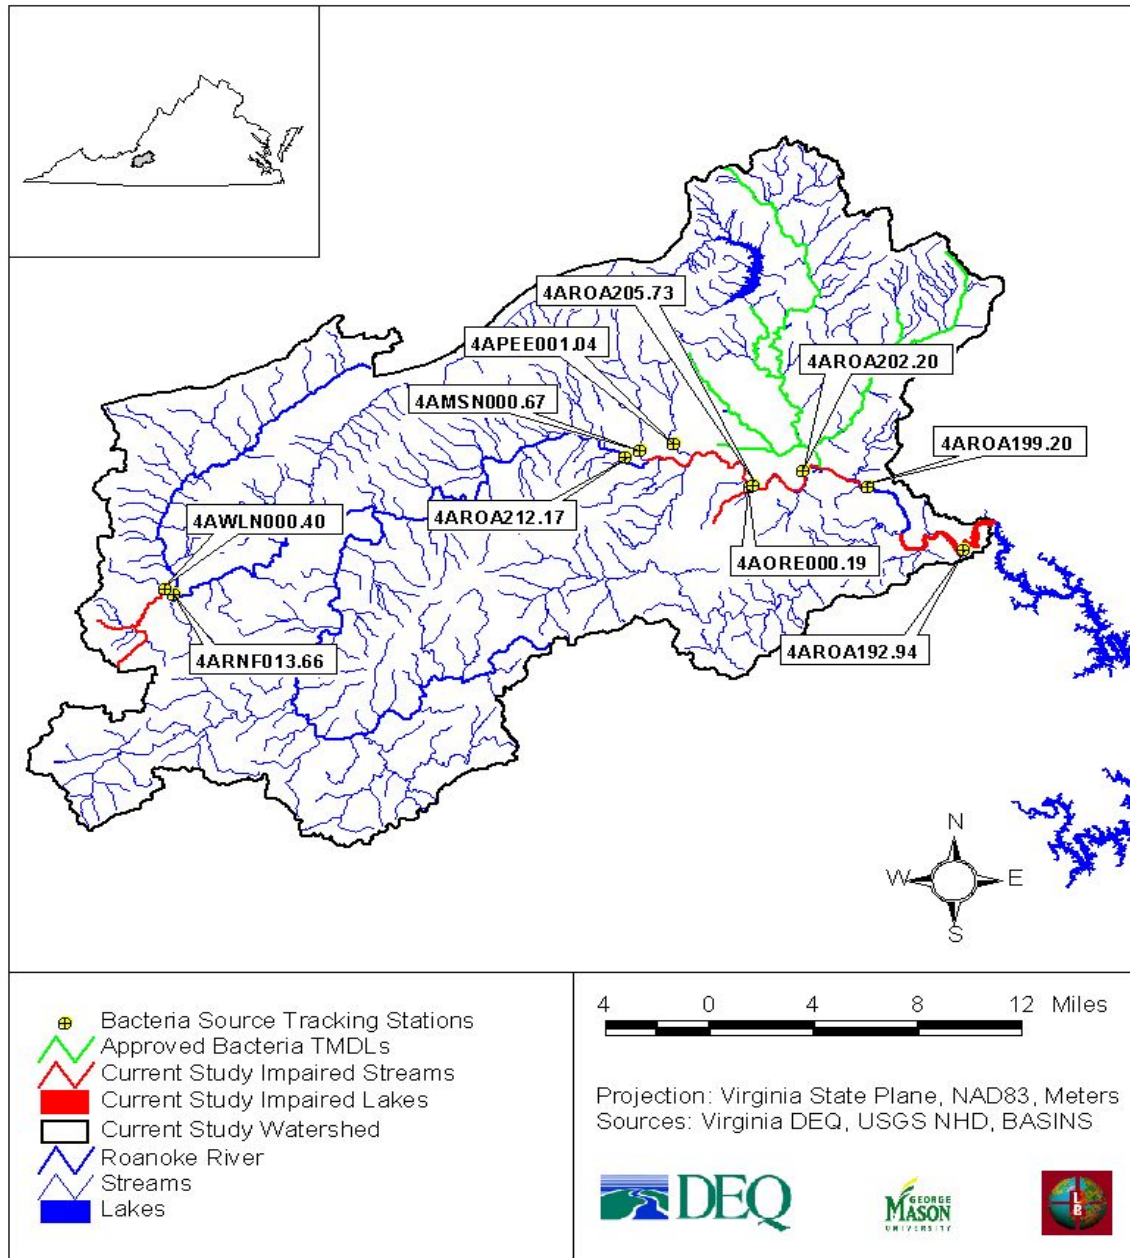 4AROA205.73
4APEE001.04
4AROA202.20
4AMSN000.67
4AROA199.20
4AWLN000.40
4AROA212.17
4AORE000.19
4ARNF013.66
4AROA192.94
N
W E
S
Bacteria Source Tracking Stations
Approved Bacteria TMDLs
Current Study Impaired Streams
Current Study Impaired Lakes
Current Study Watershed
Roanoke River
Streams
Lakes
4 0 4 8 12 Miles
Projection: Virginia State Plane, NAD83, Meters
Sources: Virginia DEQ, USGS NHD, BASINS
DEQ
GEORGE
MASON
UNIVERSITY